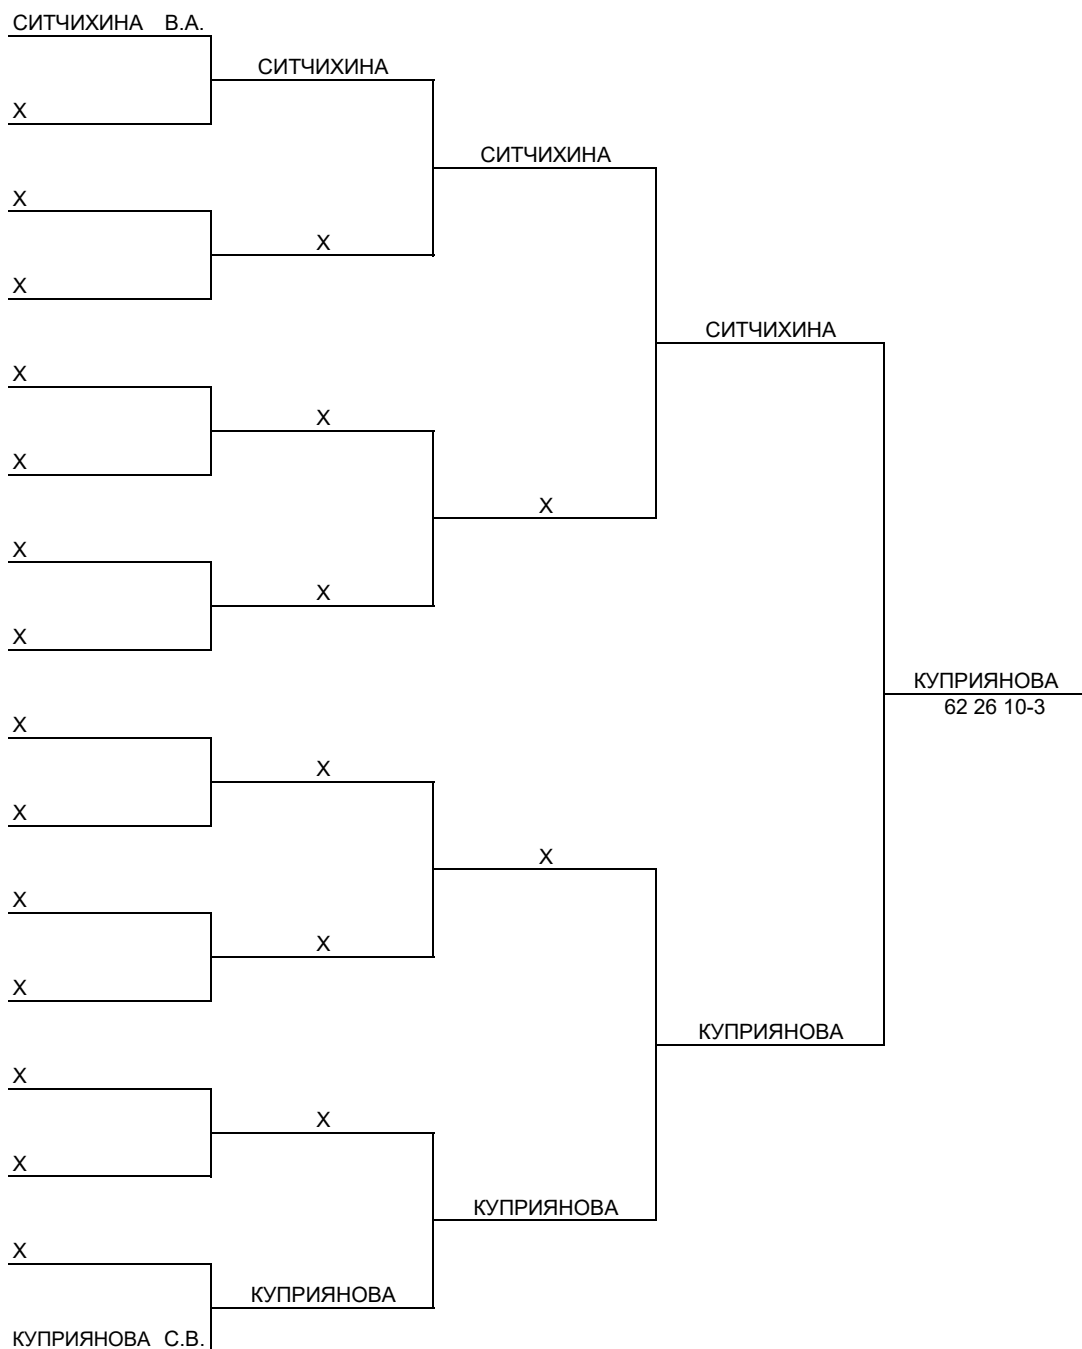 СИТЧИХИНА В.А.
СИТЧИХИНА
Х
СИТЧИХИНА
Х
Х
Х
СИТЧИХИНА
Х
Х
Х
Х
Х
Х
Х
КУПРИЯНОВА
62 26 10-3
Х
Х
Х
Х
Х
Х
Х
КУПРИЯНОВА
Х
Х
Х
КУПРИЯНОВА
Х
КУПРИЯНОВА
КУПРИЯНОВА С.В.